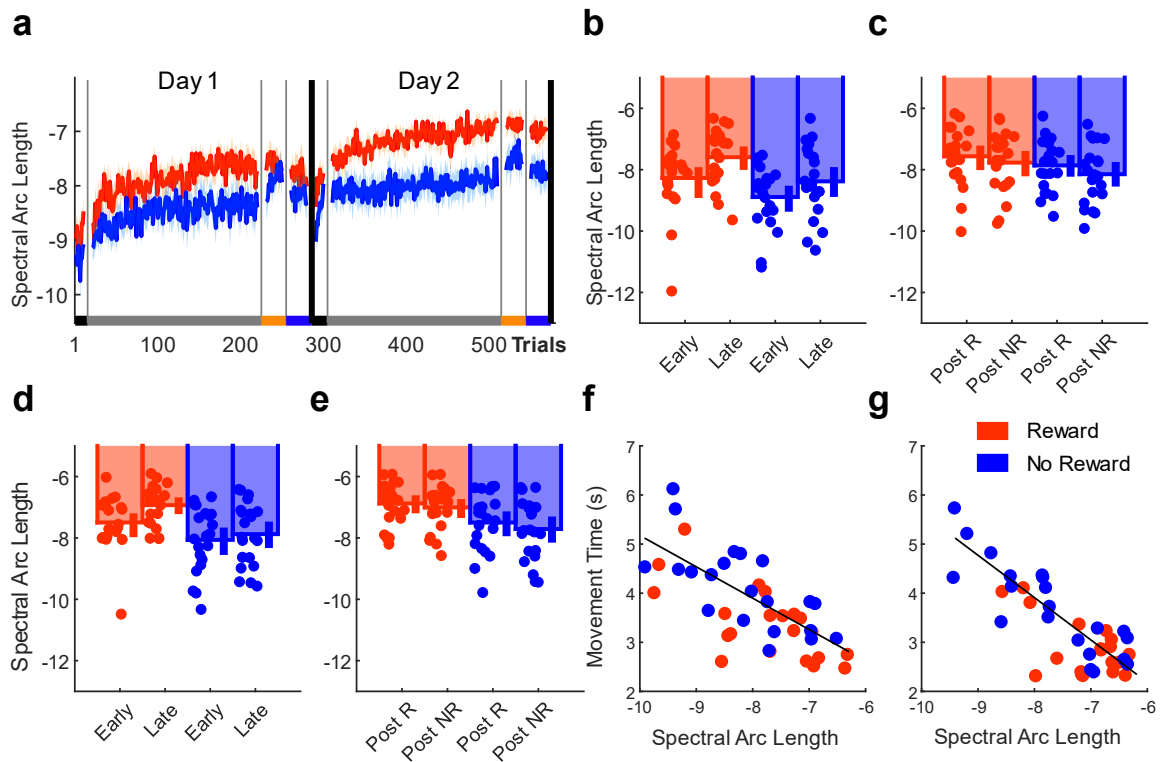 a
Day 1
Day 2
Spectral Arc Length
-7
-8
-9
-10
1
100
200
300
400
500
Trials
b
Spectral Arc Length
-6
-8
-10
-12
Early
Late
Early
Late
c
-6
-8
-10
-12
Post R
Post NR
Post R
Post NR
d
Spectral Arc Length
-6
-8
-10
-12
Early
Late
Early
Late
e
-6
-8
-10
-12
Post R
Post NR
Post R
Post NR
f
Movement Time (s)
7
6
5
4
3
2
-10
-9
-8
-7
-6
Spectral Arc Length
g
Reward
No Reward
7
6
5
4
3
2
-10
-9
-8
-7
-6
Spectral Arc Length